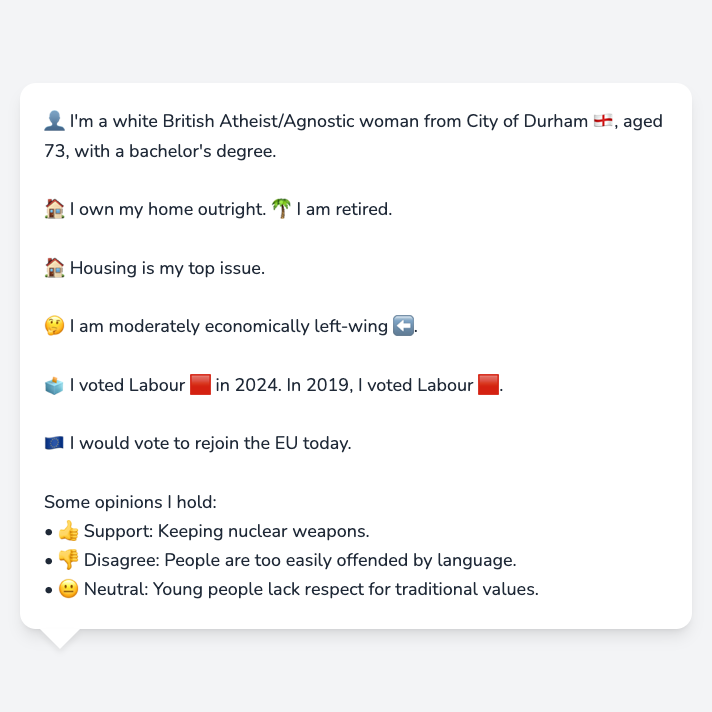 👤 I'm a white British Atheist/Agnostic woman from City of Durham 🏴󠁧󠁢󠁥󠁮󠁧󠁿, aged
73, with a bachelor's degree.
🏠 I own my home outright. 🌴 I am retired.
🏠 Housing is my top issue.
🤔 I am moderately economically left-wing ⬅️.
🗳️ I voted Labour 🟥 in 2024. In 2019, I voted Labour 🟥.
🇪🇺 I would vote to rejoin the EU today.
Some opinions I hold:
• 👍 Support: Keeping nuclear weapons.
• 👎 Disagree: People are too easily offended by language.
• 😐 Neutral: Young people lack respect for traditional values.